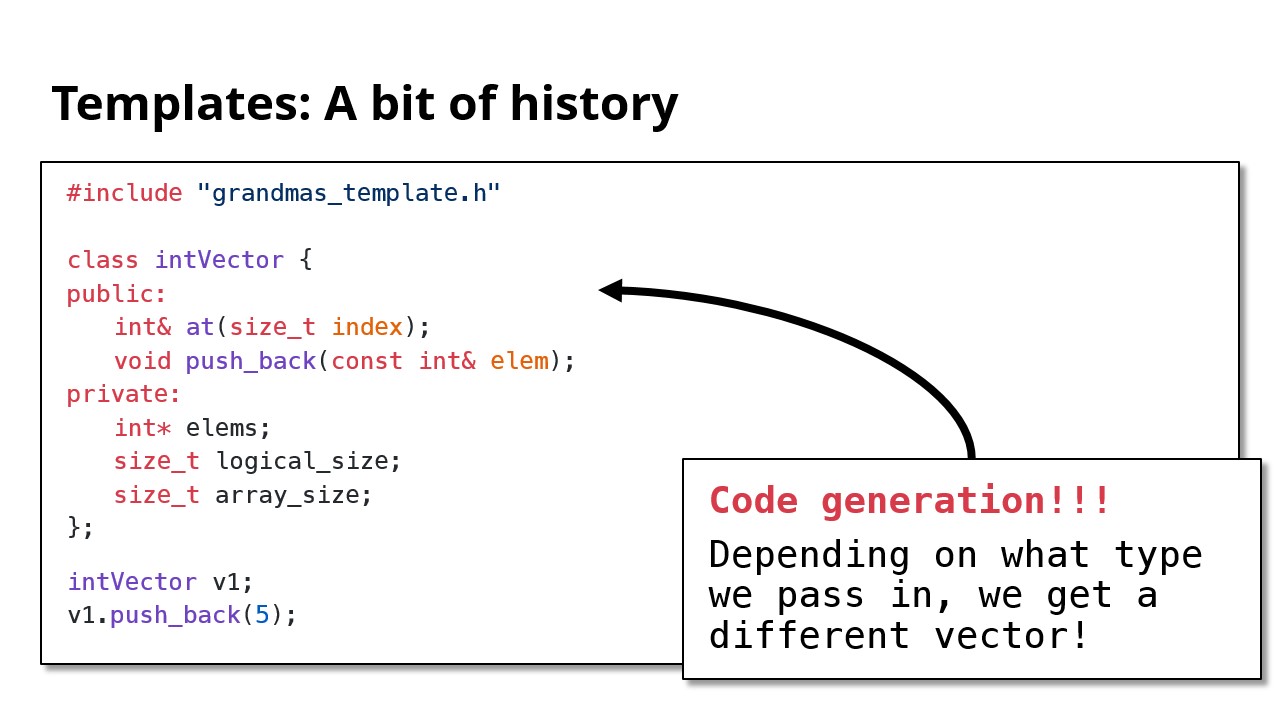 Templates: A bit of history
#include "grandmas_template.h"
class intVector {
public:
int& at(size_t index);
void push_back(const int& elem);
private:
int* elems;
size_t logical_size;
size_t array_size;
};
intVector v1;
v1.push_back(5);
Code generation!!!
Depending on what type
we pass in, we get a
different vector!